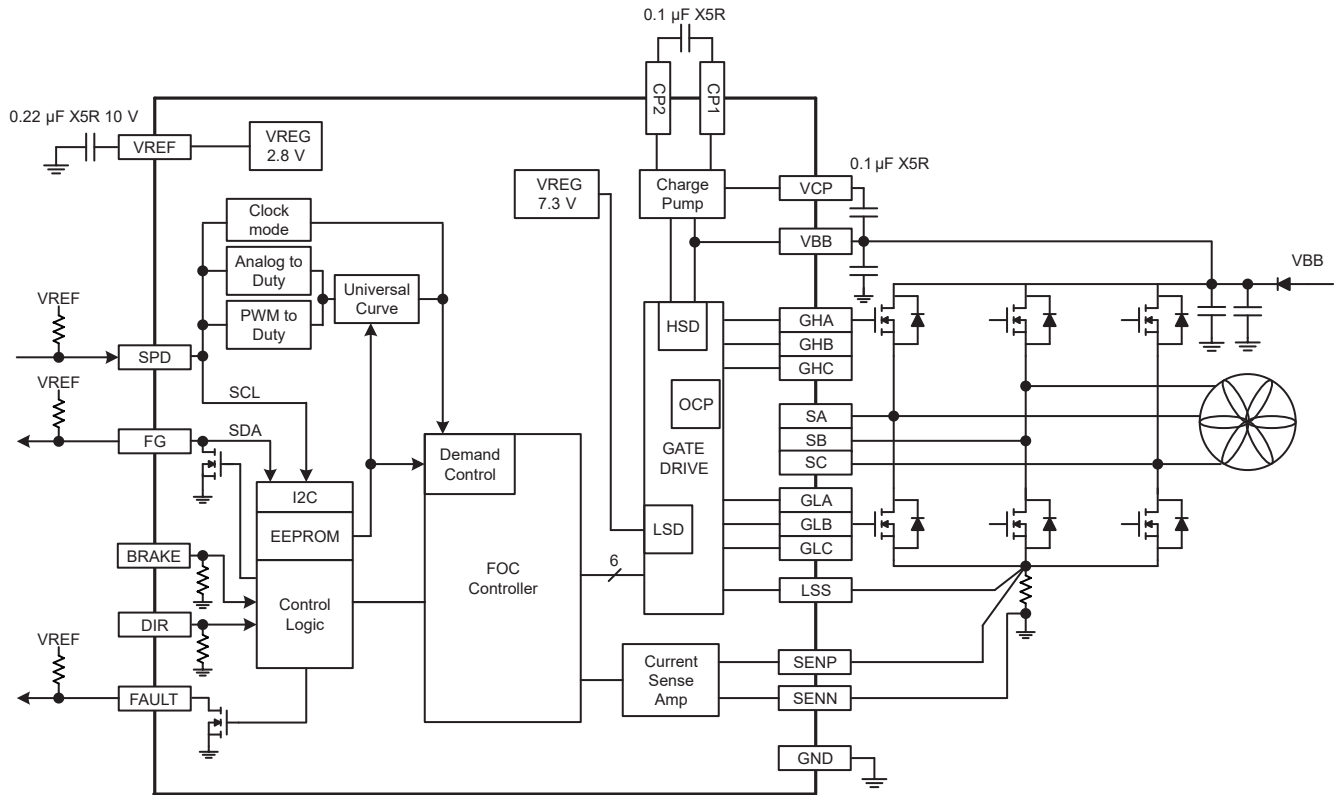 0.1 µF X5R
CP2
CP1
0.22 µF X5R 10 V
VREF
VREG
2.8 V
VREG
7.3 V
Charge
Pump
VCP
0.1 µF X5R
VBB
VBB
Clock
mode
Analog to
Duty
PWM to
Duty
Universal
Curve
VREF
SPD
VREF
FG
SCL
SDA
I2C
EEPROM
Control
Logic
BRAKE
DIR
VREF
FAULT
Demand
Control
FOC
Controller
6
HSD
OCP
GATE
DRIVE
LSD
GHA
GHB
GHC
SA
SB
SC
GLA
GLB
GLC
LSS
Current
Sense
Amp
SENP
SENN
GND